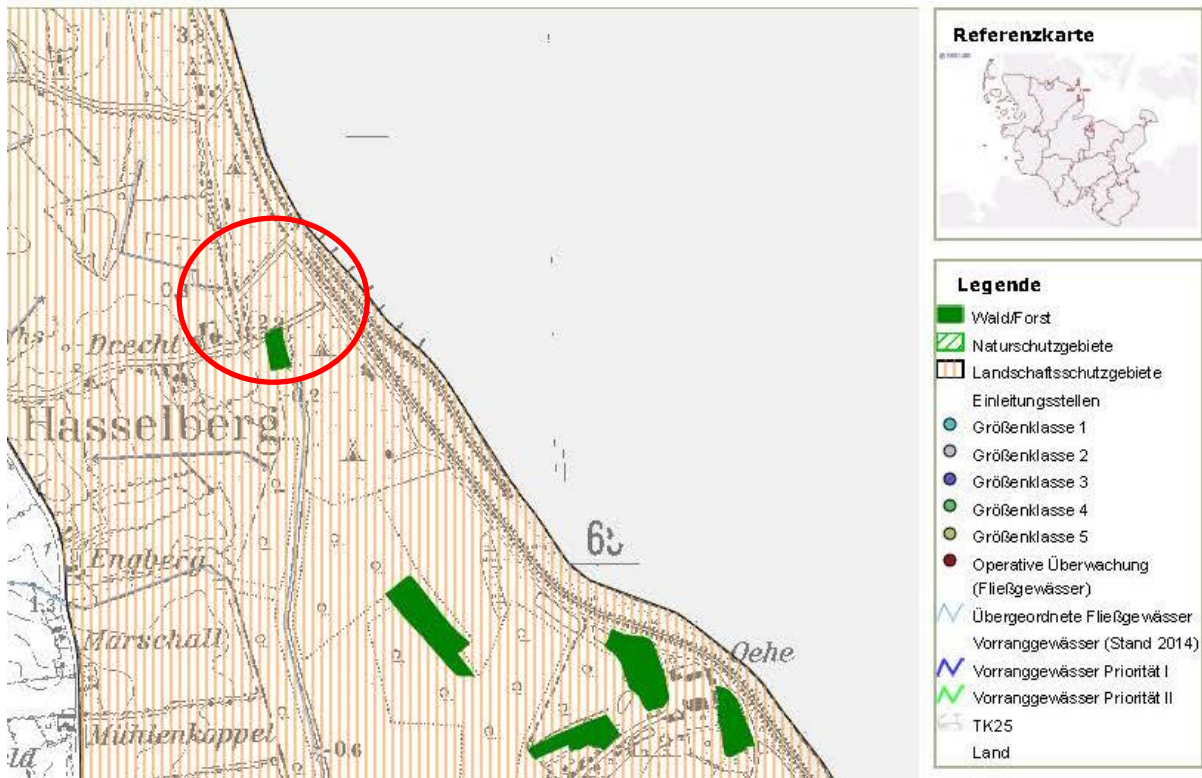 3,8
Drecht
-0,2
Hasselberg
Engberg
1,3
Marschall
Oehe
Mühlenkoppel
-0,6
Referenzkarte
Legende
Wald/Forst
Naturschutzgebiete
Landschaftsschutzgebiete
Einleitungsstellen
Größenklasse 1
Größenklasse 2
Größenklasse 3
Größenklasse 4
Größenklasse 5
Operative Überwachung
(Fließgewässer)
Übergeordnete Fließgewässer
Vorranggewässer (Stand 2014)
Vorranggewässer Priorität I
Vorranggewässer Priorität II
TK25
Land